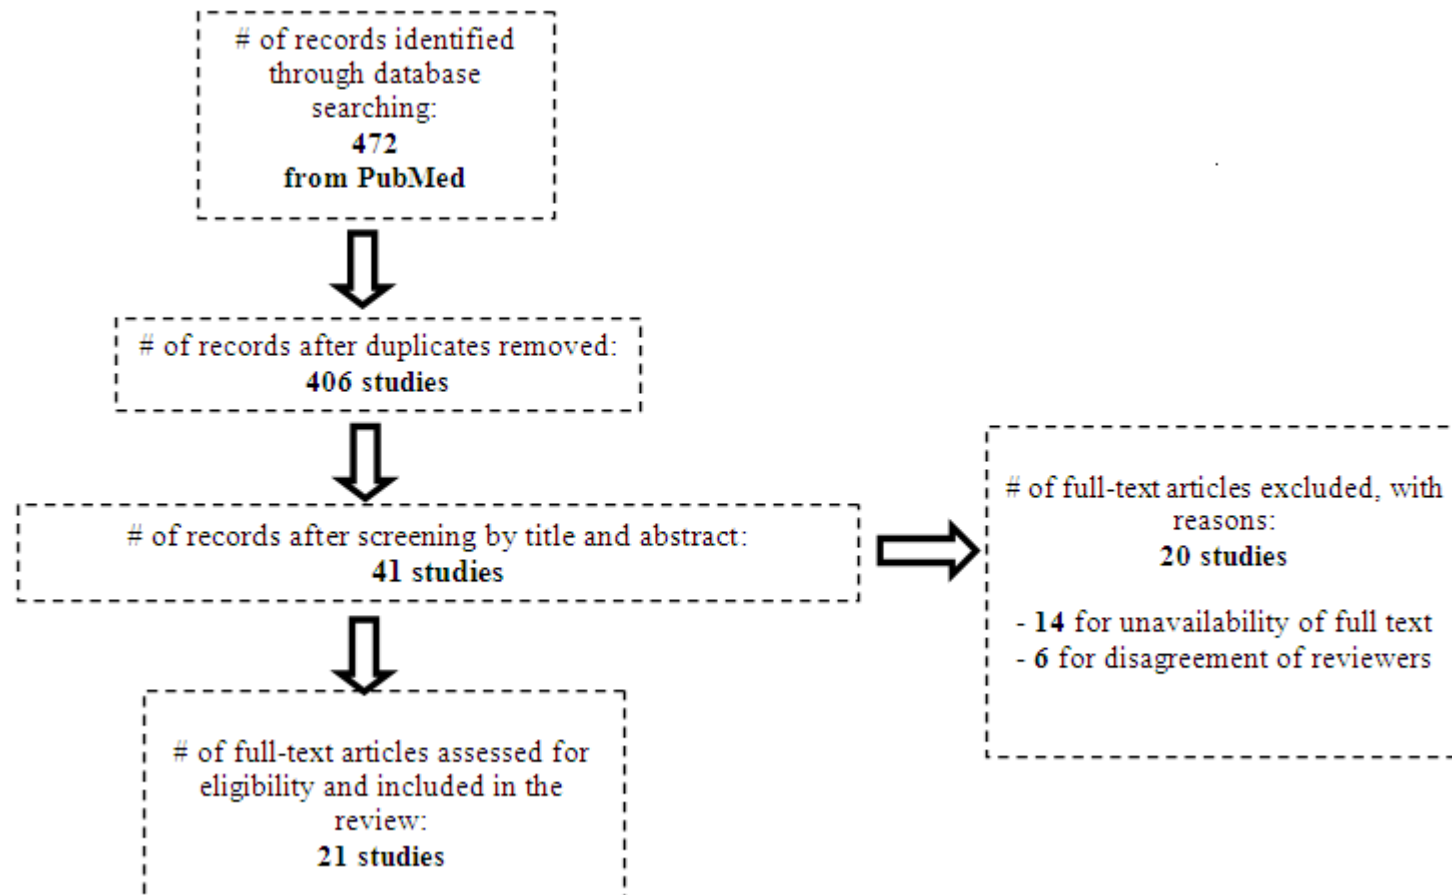 # of records identified
through database
searching:
472
from PubMed
# of records after duplicates removed:
406 studies
# of records after screening by title and abstract:
41 studies
# of full-text articles excluded, with
reasons:
20 studies
- 14 for unavailability of full text
- 6 for disagreement of reviewers
# of full-text articles assessed for
eligibility and included in the
review:
21 studies